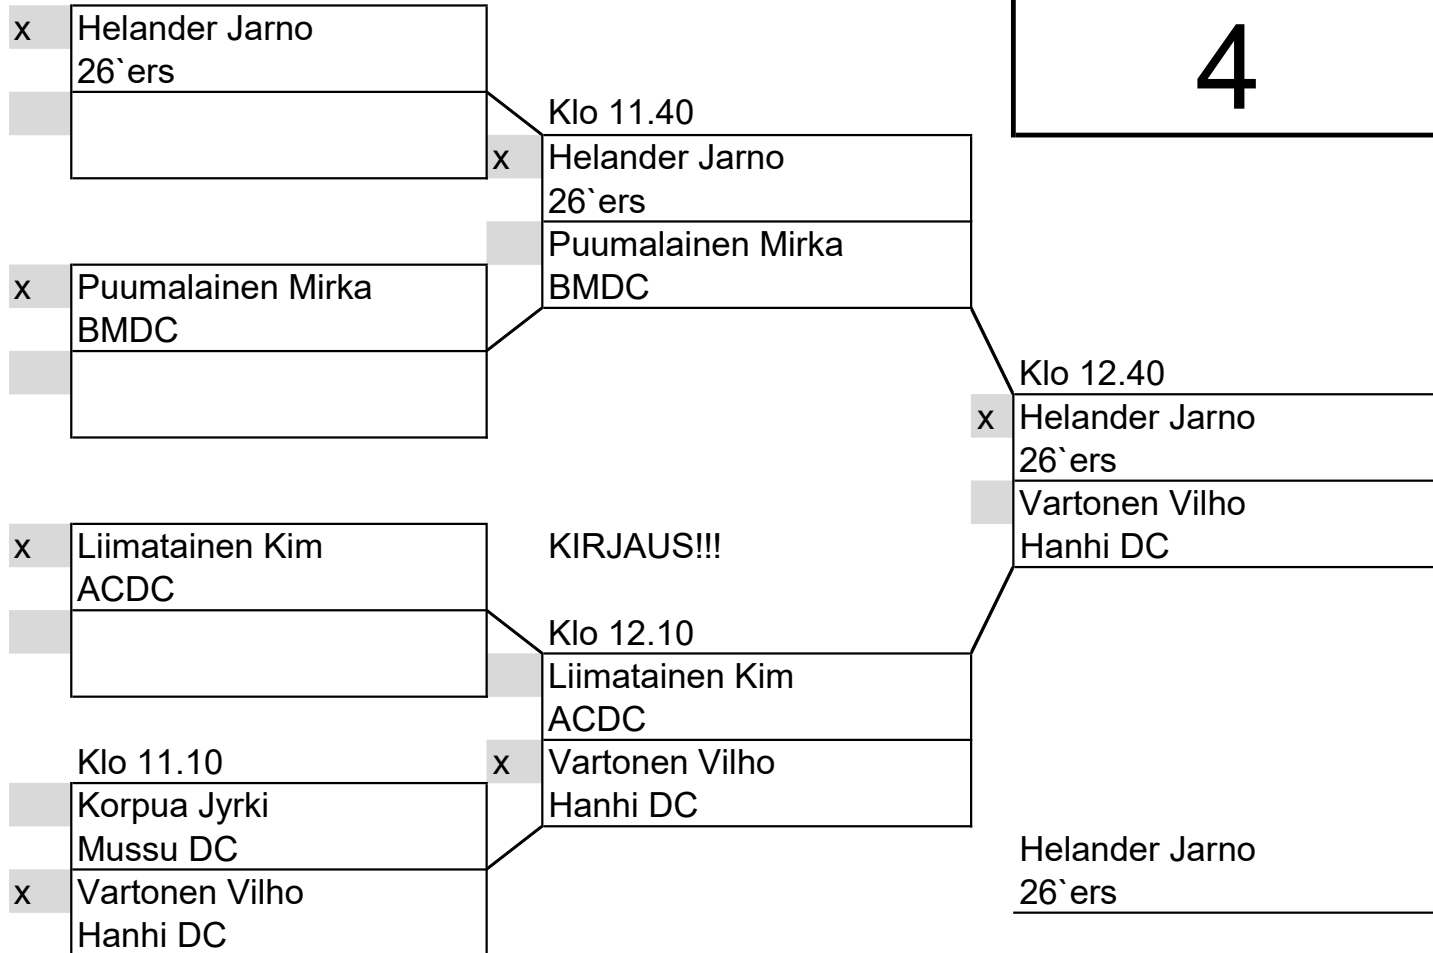 x Helander Jarno
26`ers
4
Klo 11.40
x Helander Jarno
26`ers
Puumalainen Mirka
BMDC
x Puumalainen Mirka
BMDC
Klo 12.40
x Helander Jarno
26`ers
Vartonen Vilho
Hanhi DC
x Liimatainen Kim
ACDC
KIRJAUS!!!
Klo 12.10
Liimatainen Kim
ACDC
x Vartonen Vilho
Hanhi DC
Klo 11.10
Korpua Jyrki
Mussu DC
x Vartonen Vilho
Hanhi DC
Helander Jarno
26`ers